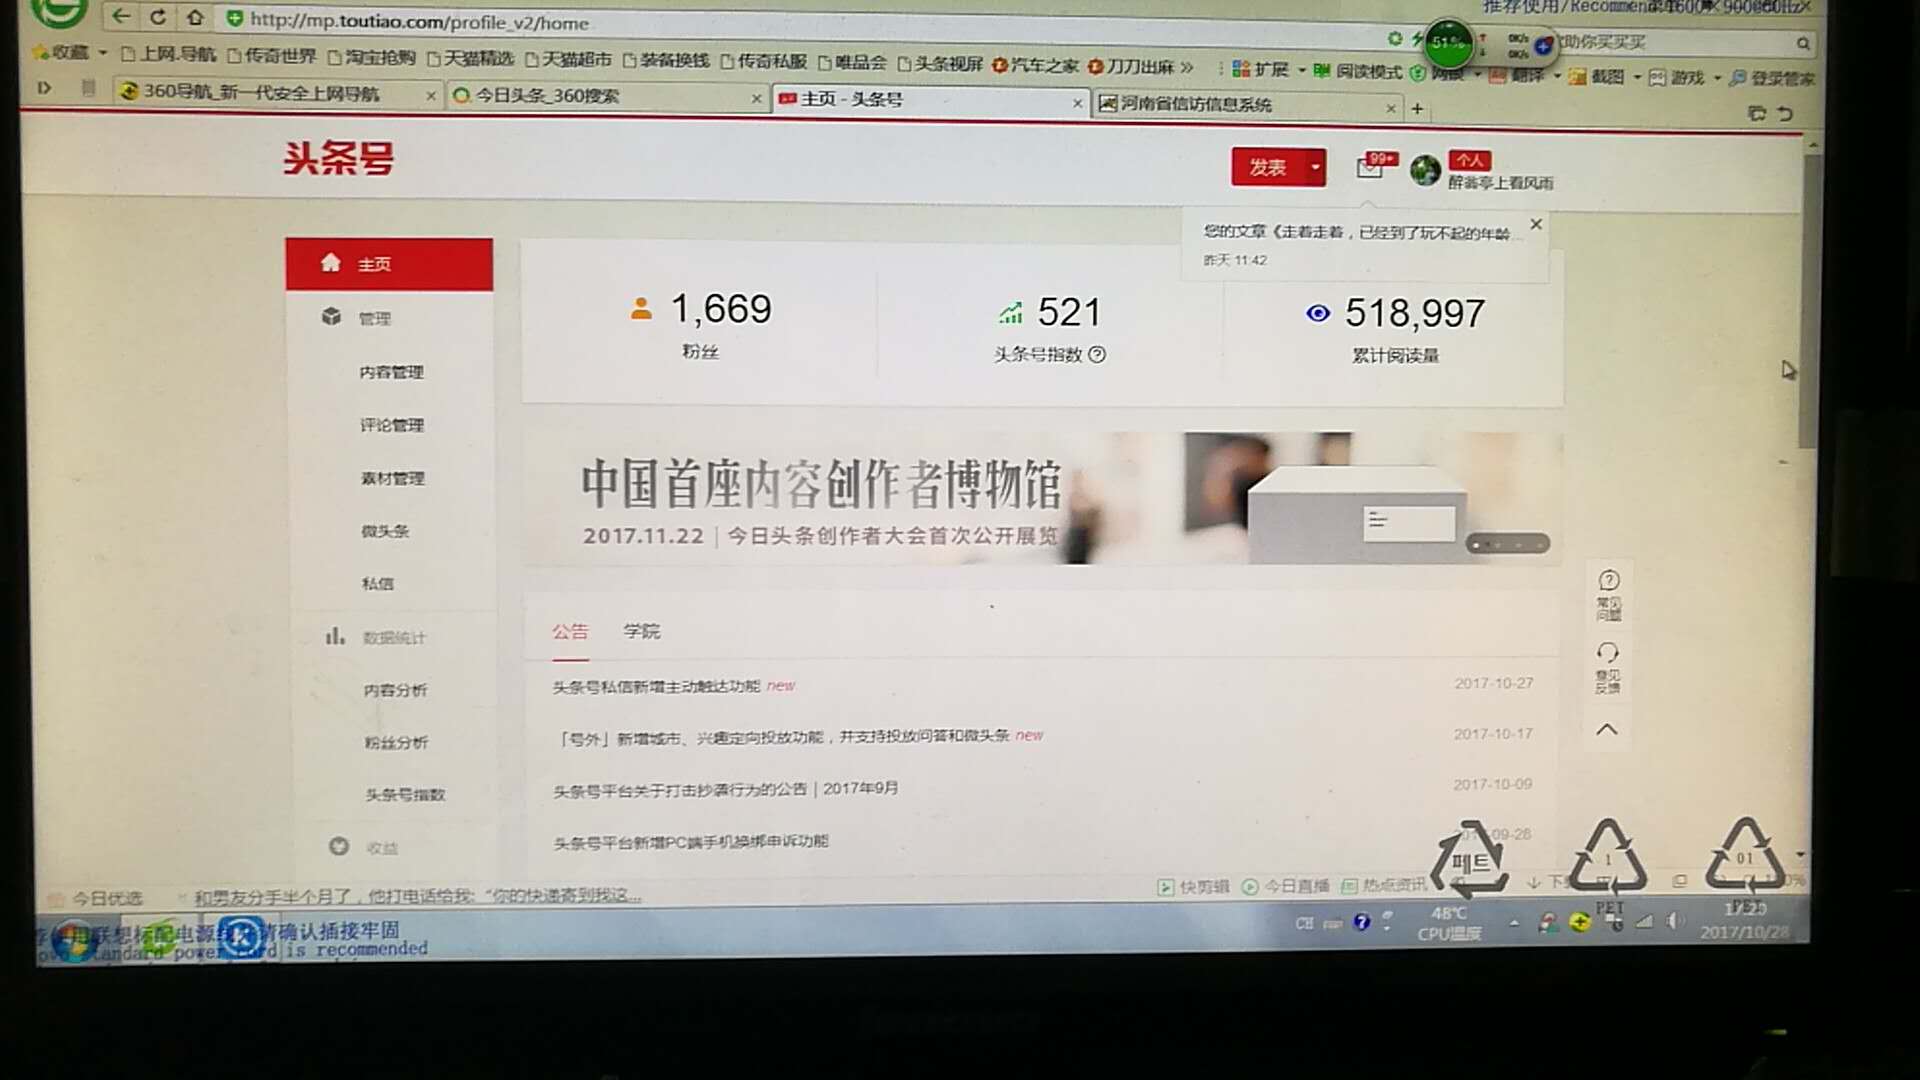 http://mp.toutiao.com/profile_v2/home
助你买买买
51%
收藏 上网.导航 传奇世界 淘宝抢购 天猫精选 天猫超市 装备换钱 传奇私服 唯品会 头条视屏 汽车之家 刀刀出麻 » 扩展 阅读模式 网银 翻译 截图 游戏 登录管家
360导航_新一代安全上网导航 × 今日头条_360搜索 × 主页 - 头条号 × 河南省信访信息系统 × +
头条号
发表
99+
个人
醉翁亭上看风雨
您的文章《走着走着，已经到了玩不起的年龄...
昨天 11:42
主页
管理
内容管理
评论管理
素材管理
微头条
私信
数据统计
内容分析
粉丝分析
头条号指数
收益
1,669
粉丝
521
头条号指数
518,997
累计阅读量
中国首座内容创作者博物馆
2017.11.22 | 今日头条创作者大会首次公开展览
公告 学院
头条号私信新增主动触达功能 new 2017-10-27
「号外」新增城市、兴趣定向投放功能，并支持投放问答和微头条 new 2017-10-17
头条号平台关于打击抄袭行为的公告 | 2017年9月 2017-10-09
头条号平台新增PC端手机换绑申诉功能
常见
问题
意见
反馈
페트
1
PET
01
PET
今日优选 和男友分手半个月了，他打电话给我：“你的快递寄到我这...
快剪辑 今日直播 热点资讯
CH
48℃
CPU温度
2017/10/28
请确认插接牢固
standard power cord is recommended